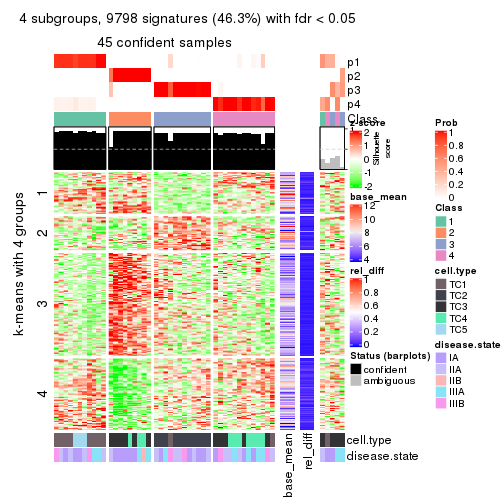 4 subgroups, 9798 signatures (46.3%) with fdr < 0.05
45 confident samples
p1
p2
p3
p4
Class
1
Silhouette
score
k-means with 4 groups
1
2
3
4
base_mean
rel_diff
cell.type
disease.state
z-score
2
1
0
-1
-2
base_mean
12
10
8
6
4
rel_diff
1
0.8
0.6
0.4
0.2
0
Status (barplots)
confident
ambiguous
Prob
1
0.8
0.6
0.4
0.2
0
Class
1
2
3
4
cell.type
TC1
TC2
TC3
TC4
TC5
disease.state
IA
IIA
IIB
IIIA
IIIB